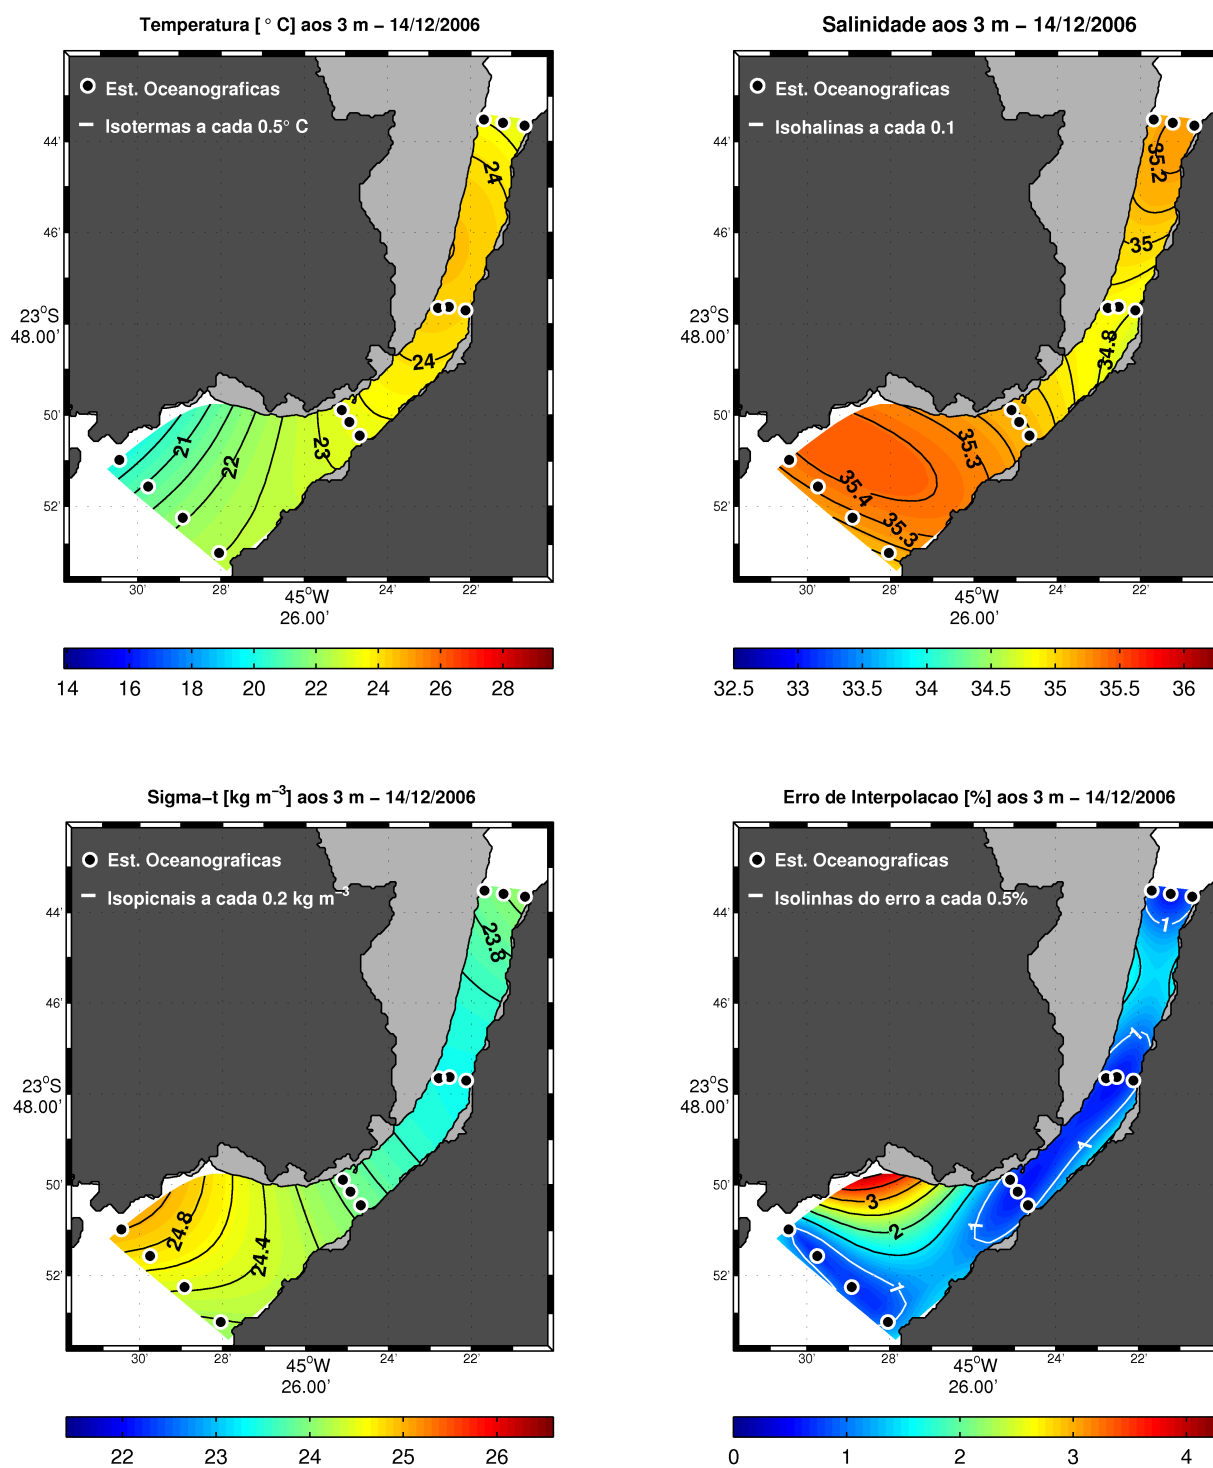 Temperatura [ ° C] aos 3 m − 14/12/2006
Est. Oceanograficas
Isotermas a cada 0.5° C
44'
46'
23°S
48.00'
50'
52'
30'
28'
45°W
26.00'
24'
22'
24
24
23
22
21
14 16 18 20 22 24 26 28
Salinidade aos 3 m − 14/12/2006
Est. Oceanograficas
Isohalinas a cada 0.1
44'
46'
23°S
48.00'
50'
52'
30'
28'
45°W
26.00'
24'
22'
35.2
35
34.8
35.3
35.4
35.3
32.5 33 33.5 34 34.5 35 35.5 36
Sigma−t [kg m−3] aos 3 m − 14/12/2006
Est. Oceanograficas
Isopicnais a cada 0.2 kg m−3
44'
46'
23°S
48.00'
50'
52'
30'
28'
45°W
26.00'
24'
22'
23.8
24.8
24.4
22 23 24 25 26
Erro de Interpolacao [%] aos 3 m − 14/12/2006
Est. Oceanograficas
Isolinhas do erro a cada 0.5%
44'
46'
23°S
48.00'
50'
52'
30'
28'
45°W
26.00'
24'
22'
1
1
1
3
2
1
1
0 1 2 3 4